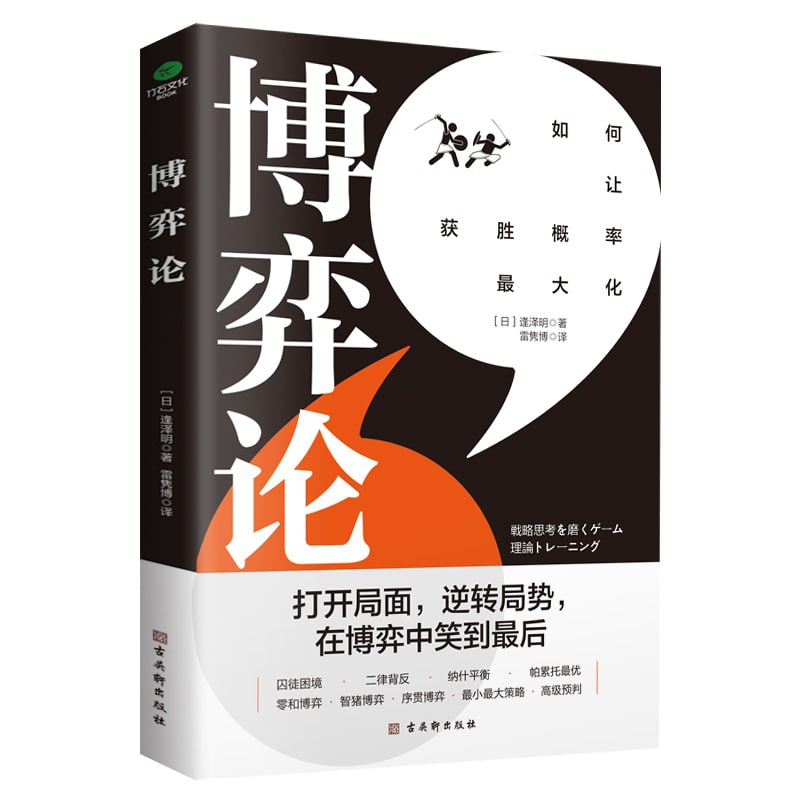 竹石文化
BOOK
博弈论
[日]逢泽明◎著 雷隽博◎译
古吴轩出版社
博弈论
如何
让
获胜概率
最大化
[日]逢泽明◎著
雷隽博◎译
戦略思考を磨くゲーム
理論トレーニング
打开局面，逆转局势，
在博弈中笑到最后
囚徒困境 · 二律背反 · 纳什平衡 · 帕累托最优
零和博弈 · 智猪博弈 · 序贯博弈 · 最小最大策略 · 高级预判
古吴轩出版社